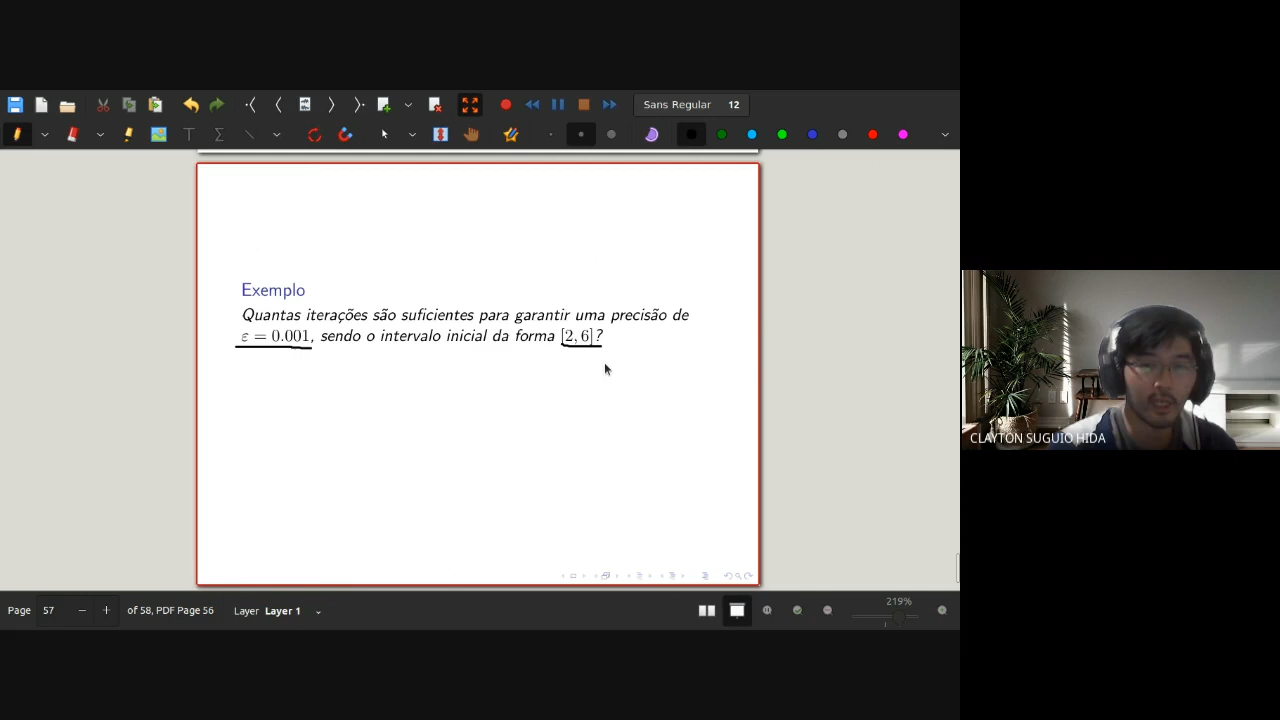 Sans Regular 12
Exemplo
Quantas iterações são suficientes para garantir uma precisão de
ε = 0.001, sendo o intervalo inicial da forma [2, 6]?
CLAYTON SUGUIO HIDA
Page 57 of 58, PDF Page 56 Layer Layer 1 219%